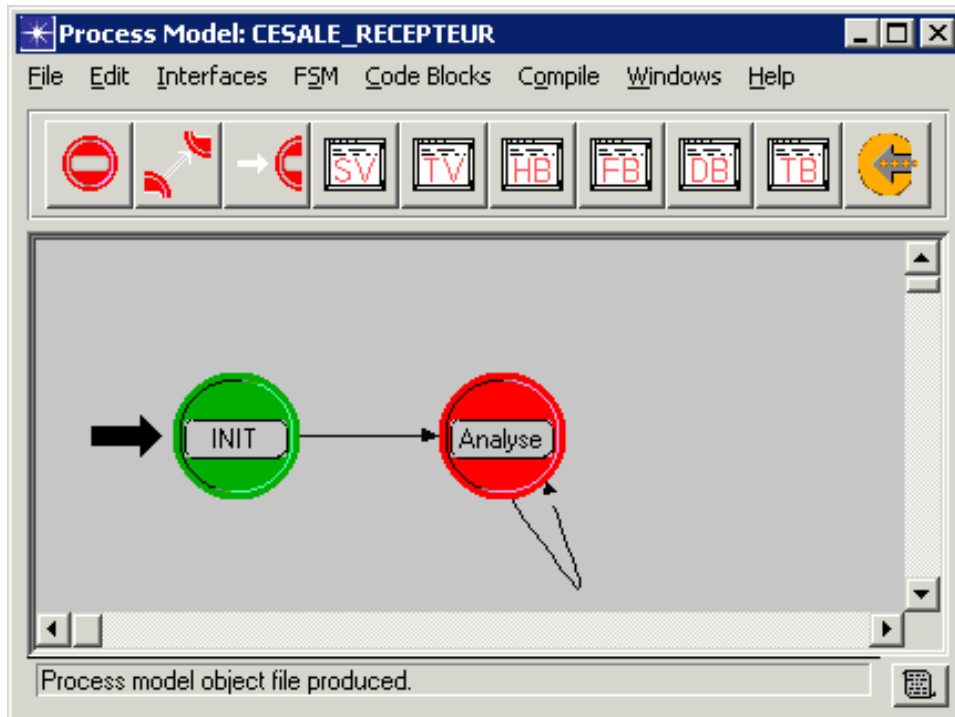 Process Model: CESALE_RECEPTEUR
File Edit Interfaces FSM Code Blocks Compile Windows Help
SV TV HB FB DB TB
INIT Analyse
Process model object file produced.